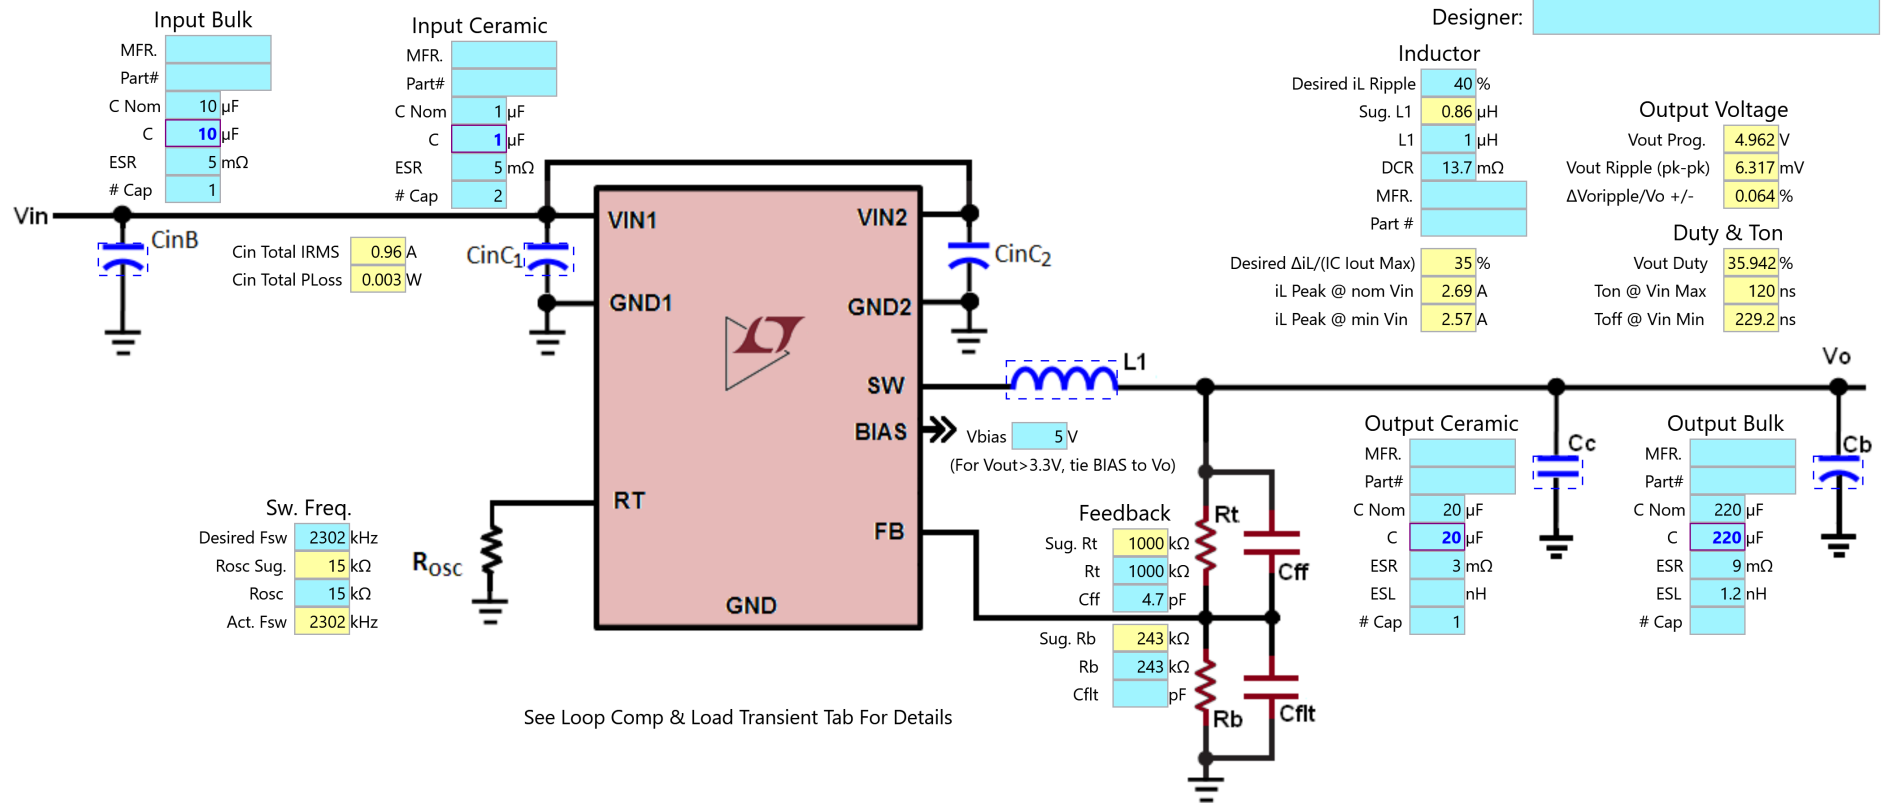 Designer:
Input Bulk
MFR.
Part#
C Nom 10 µF
C 10 µF
ESR 5 mΩ
# Cap 1
Input Ceramic
MFR.
Part#
C Nom 1 µF
C 1 µF
ESR 5 mΩ
# Cap 2
Inductor
Desired iL Ripple 40 %
Sug. L1 0.86 µH
L1 1 µH
DCR 13.7 mΩ
MFR.
Part #
Desired ΔiL/(IC Iout Max) 35 %
iL Peak @ nom Vin 2.69 A
iL Peak @ min Vin 2.57 A
Output Voltage
Vout Prog. 4.962 V
Vout Ripple (pk-pk) 6.317 mV
ΔVoripple/Vo +/- 0.064 %
Duty & Ton
Vout Duty 35.942 %
Ton @ Vin Max 120 ns
Toff @ Vin Min 229.2 ns
Vin
CinB
Cin Total IRMS 0.96 A
Cin Total PLoss 0.003 W
CinC1
VIN1
VIN2
GND1
GND2
CinC2
SW
L1
Vo
BIAS
Vbias 5 V
(For Vout>3.3V, tie BIAS to Vo)
RT
FB
GND
Sw. Freq.
Desired Fsw 2302 kHz
Rosc Sug. 15 kΩ
Rosc 15 kΩ
Act. Fsw 2302 kHz
ROSC
Feedback
Sug. Rt 1000 kΩ
Rt 1000 kΩ
Cff 4.7 pF
Sug. Rb 243 kΩ
Rb 243 kΩ
Cflt pF
Rt
Cff
Rb
Cflt
Output Ceramic
MFR.
Part#
C Nom 20 µF
C 20 µF
ESR 3 mΩ
ESL nH
# Cap 1
Cc
Output Bulk
MFR.
Part#
C Nom 220 µF
C 220 µF
ESR 9 mΩ
ESL 1.2 nH
# Cap
Cb
See Loop Comp & Load Transient Tab For Details